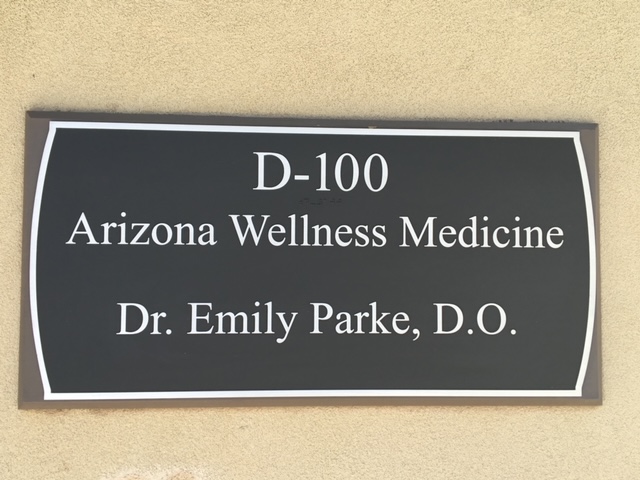 D-100
Arizona Wellness Medicine
Dr. Emily Parke, D.O.